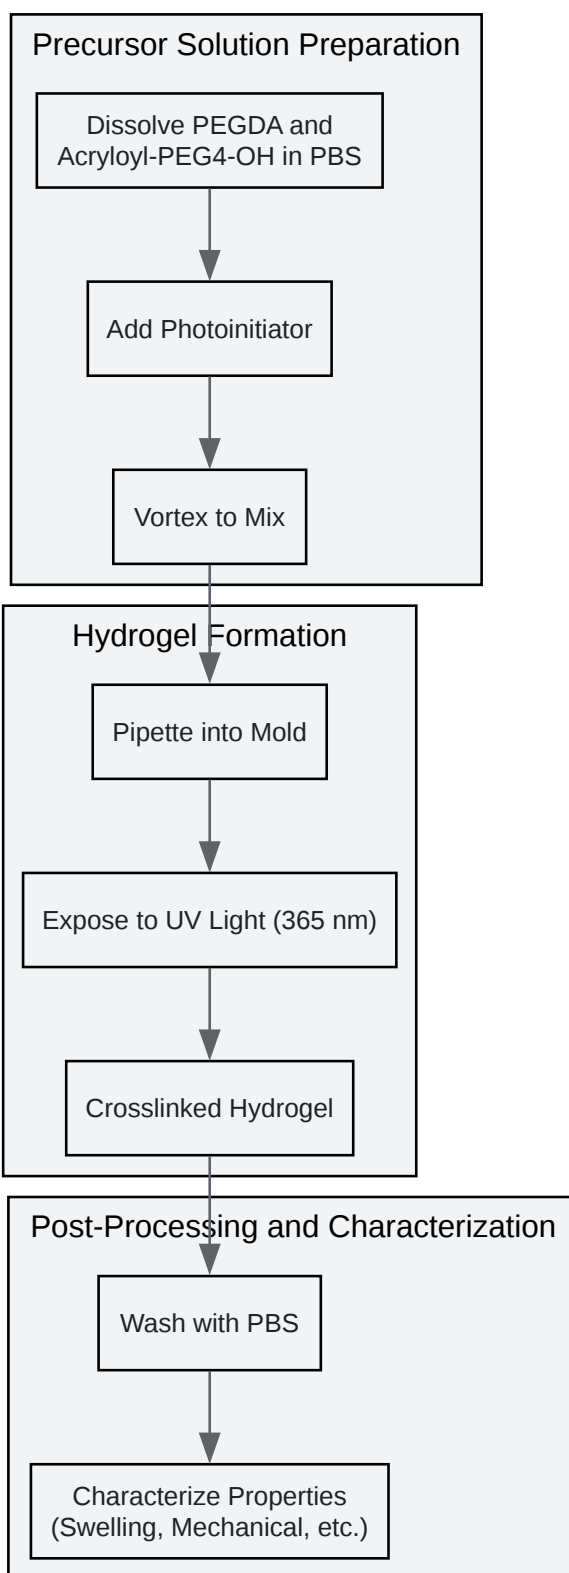 Precursor Solution Preparation
Dissolve PEGDA and
Acryloyl-PEG4-OH in PBS
Add Photoinitiator
Vortex to Mix
Hydrogel Formation
Pipette into Mold
Expose to UV Light (365 nm)
Crosslinked Hydrogel
Post-Processing and Characterization
Wash with PBS
Characterize Properties
(Swelling, Mechanical, etc.)